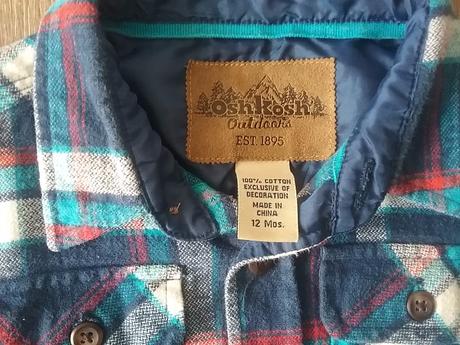 OshKosh
Outdoors
EST. 1895
100% COTTON
EXCLUSIVE OF
DECORATION
MADE IN
CHINA
12 Mos.